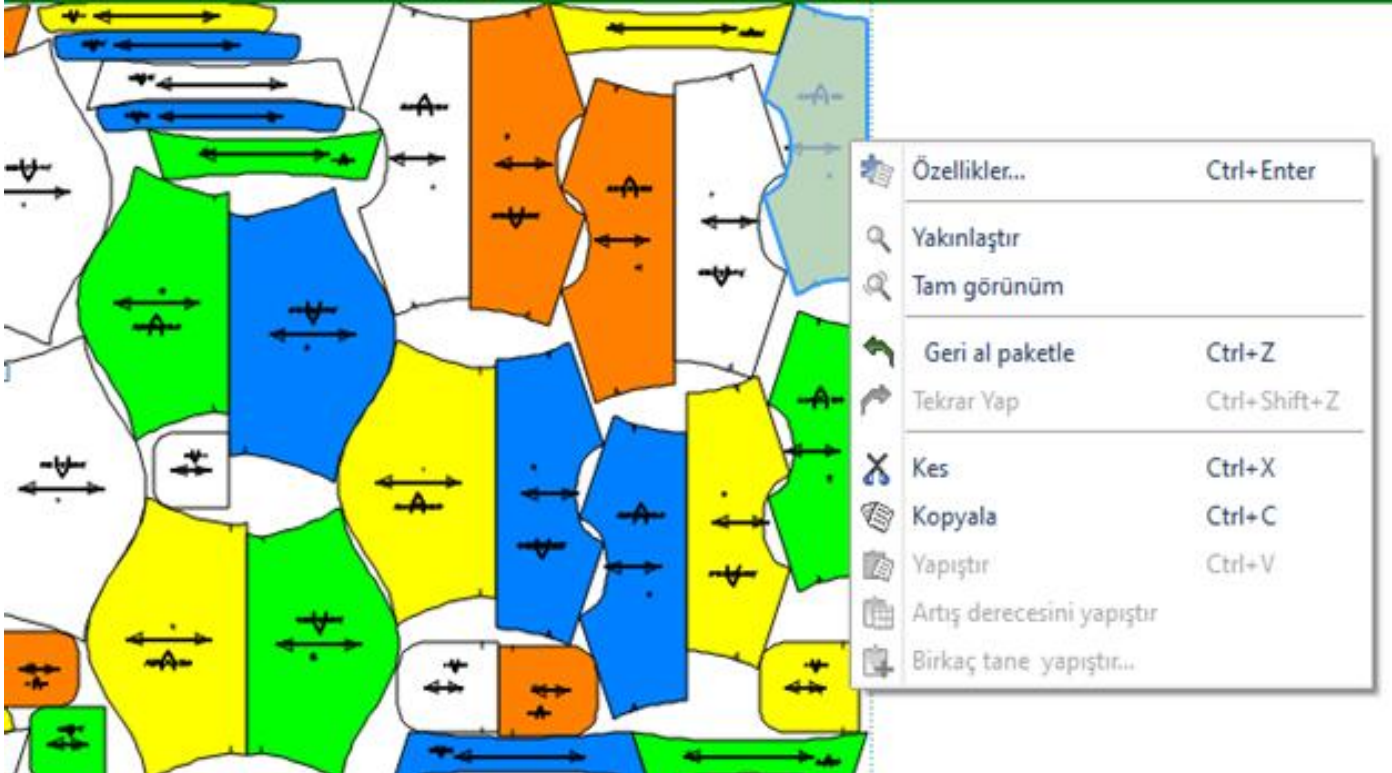 Özellikler... Ctrl+Enter
Yakınlaştır
Tam görünüm
Geri al paketle Ctrl+Z
Tekrar Yap Ctrl+Shift+Z
Kes Ctrl+X
Kopyala Ctrl+C
Yapıştır Ctrl+V
Artış derecesini yapıştır
Birkaç tane yapıştır...